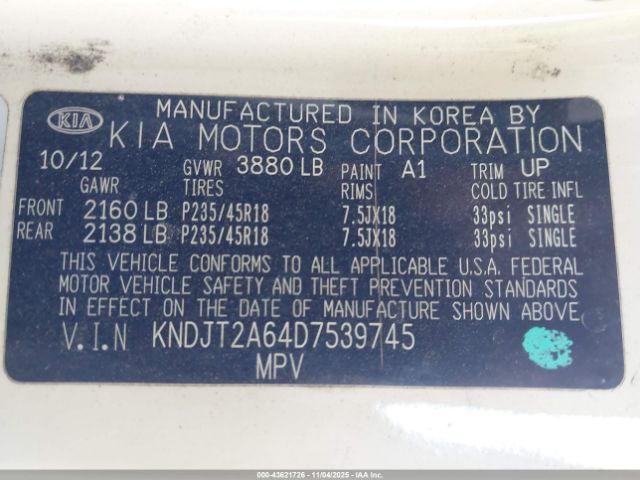 KIA MANUFACTURED IN KOREA BY
KIA MOTORS CORPORATION
10/12 GVWR 3880 LB PAINT A1 TRIM UP
GAWR TIRES RIMS COLD TIRE INFL
FRONT 2160 LB P235/45R18 7.5JX18 33psi SINGLE
REAR 2138 LB P235/45R18 7.5JX18 33psi SINGLE
THIS VEHICLE CONFORMS TO ALL APPLICABLE U.S.A. FEDERAL
MOTOR VEHICLE SAFETY AND THEFT PREVENTION STANDARDS
IN EFFECT ON THE DATE OF MANUFACTURE SHOWN ABOVE.
V.I.N KNDJT2A64D7539745
MPV
000-43621726 - 11/04/2025 - IAA Inc.